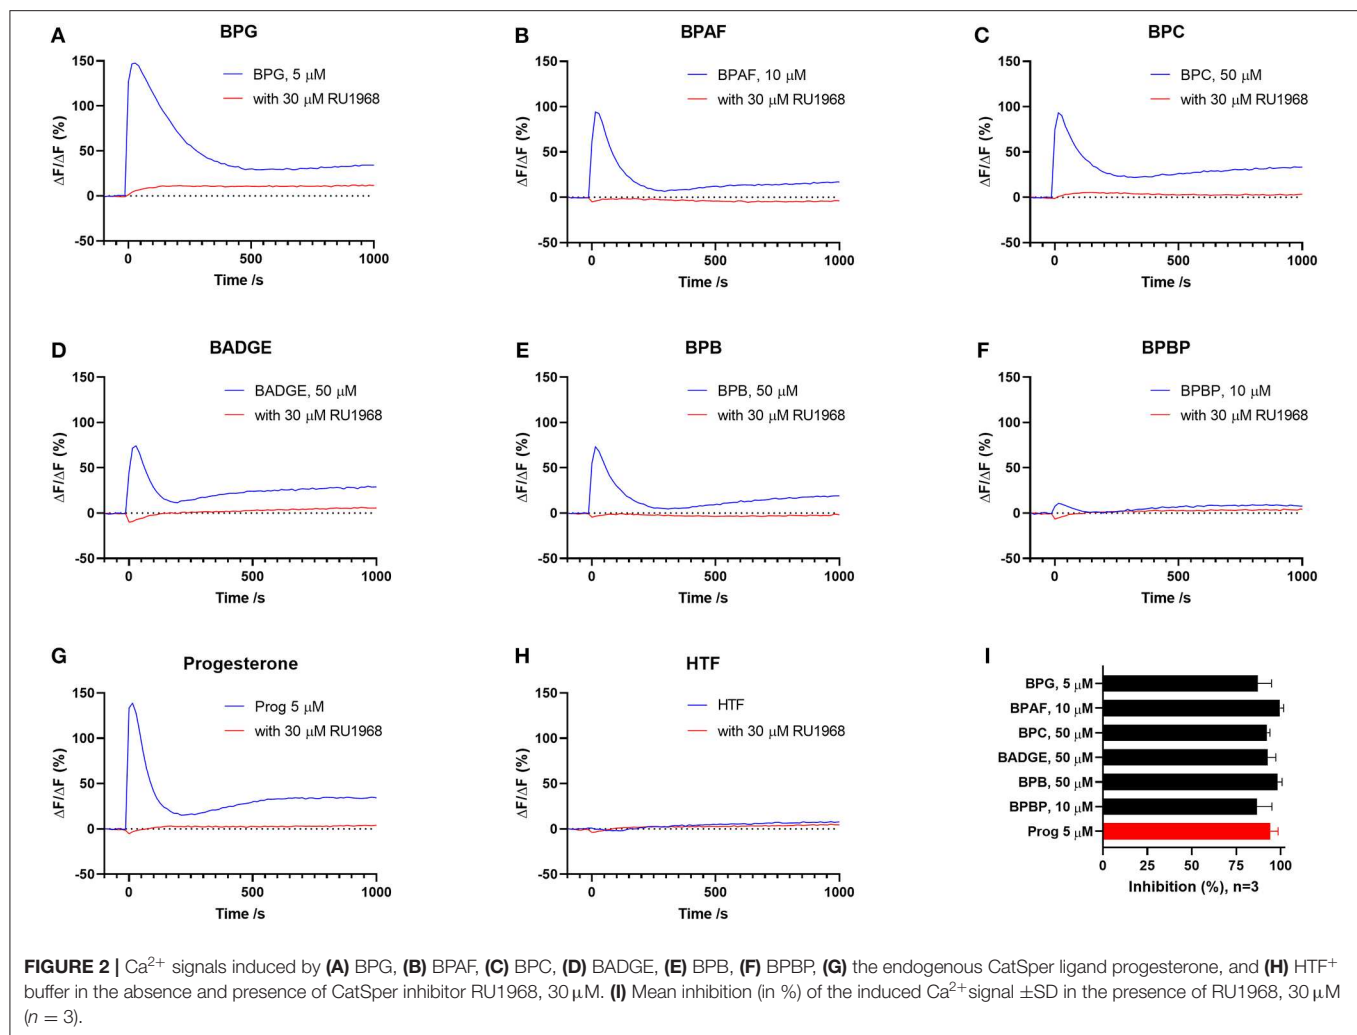 A
BPG
150
100
50
0
-50
ΔF/ΔF (%)
BPG, 5 µM
with 30 µM RU1968
0
500
1000
Time /s
B
BPAF
150
100
50
0
-50
ΔF/ΔF (%)
BPAF, 10 µM
with 30 µM RU1968
0
500
1000
Time /s
C
BPC
150
100
50
0
-50
ΔF/ΔF (%)
BPC, 50 µM
with 30 µM RU1968
0
500
1000
Time /s
D
BADGE
150
100
50
0
-50
ΔF/ΔF (%)
BADGE, 50 µM
with 30 µM RU1968
0
500
1000
Time /s
E
BPB
150
100
50
0
-50
ΔF/ΔF (%)
BPB, 50 µM
with 30 µM RU1968
0
500
1000
Time /s
F
BPBP
150
100
50
0
-50
ΔF/ΔF (%)
BPBP, 10 µM
with 30 µM RU1968
0
500
1000
Time /s
G
Progesterone
150
100
50
0
-50
ΔF/ΔF (%)
Prog 5 µM
with 30 µM RU1968
0
500
1000
Time /s
H
HTF
150
100
50
0
-50
ΔF/ΔF (%)
HTF
with 30 µM RU1968
0
500
1000
Time /s
I
BPG, 5 µM
BPAF, 10 µM
BPC, 50 µM
BADGE, 50 µM
BPB, 50 µM
BPBP, 10 µM
Prog 5 µM
0 25 50 75 100
Inhibition (%), n=3
FIGURE 2 | Ca²⁺ signals induced by (A) BPG, (B) BPAF, (C) BPC, (D) BADGE, (E) BPB, (F) BPBP, (G) the endogenous CatSper ligand progesterone, and (H) HTF⁺
buffer in the absence and presence of CatSper inhibitor RU1968, 30 µM. (I) Mean inhibition (in %) of the induced Ca²⁺signal ±SD in the presence of RU1968, 30 µM
(n = 3).